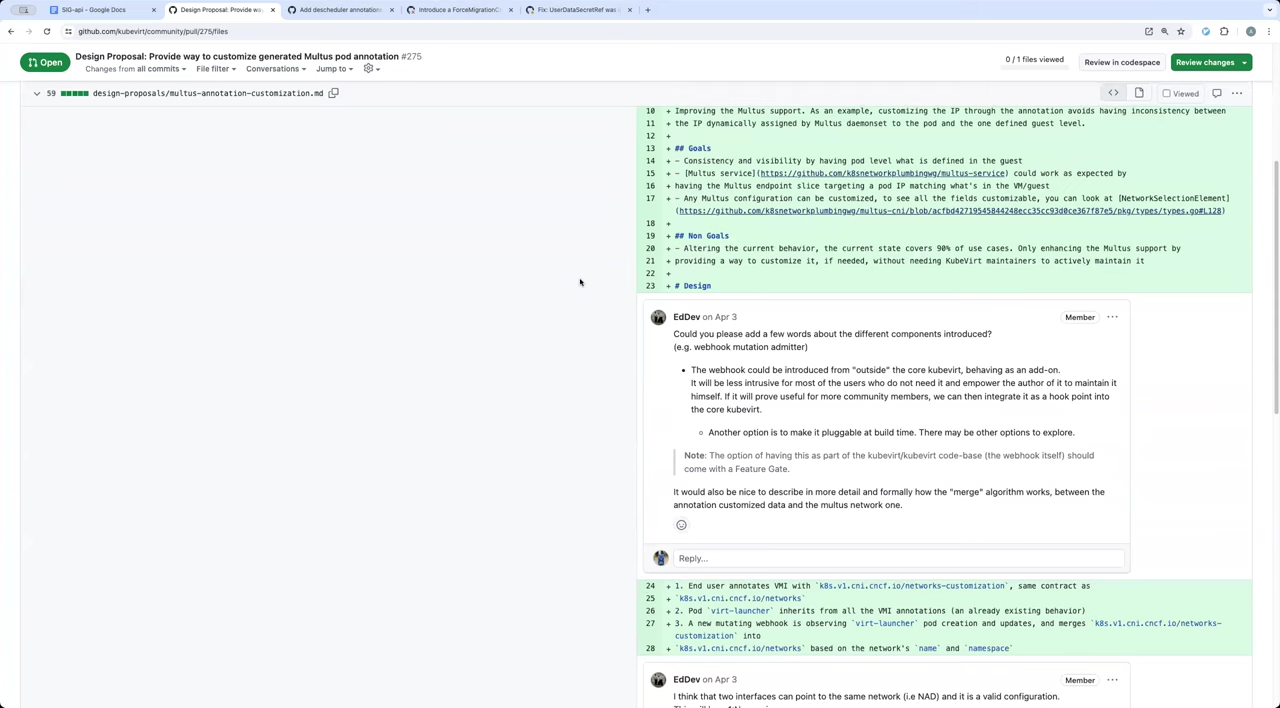 SIG-api - Google Docs
Design Proposal: Provide wa
Add descheduler annotations
Introduce a ForceMigrationC
Fix: UserDataSecretRef was
github.com/kubevirt/community/pull/275/files
Open
Design Proposal: Provide way to customize generated Multus pod annotation #275
Changes from all commits
File filter
Conversations
Jump to
0 / 1 files viewed
Review in codespace
Review changes
59
design-proposals/multus-annotation-customization.md
Viewed
10 + Improving the Multus support. As an example, customizing the IP through the annotation avoids having inconsistency between
11 + the IP dynamically assigned by Multus daemonset to the pod and the one defined guest level.
12 +
13 + ## Goals
14 + - Consistency and visibility by having pod level what is defined in the guest
15 + - [Multus service](https://github.com/k8snetworkplumbingwg/multus-service) could work as expected by
16 + having the Multus endpoint slice targeting a pod IP matching what's in the VM/guest
17 + - Any Multus configuration can be customized, to see all the fields customizable, you can look at [NetworkSelectionElement]
(https://github.com/k8snetworkplumbingwg/multus-cni/blob/acfbd42719545844248ecc35cc93d0ce367f87e5/pkg/types/types.go#L128)
18 +
19 + ## Non Goals
20 + - Altering the current behavior, the current state covers 90% of use cases. Only enhancing the Multus support by
21 + providing a way to customize it, if needed, without needing KubeVirt maintainers to actively maintain it
22 +
23 + # Design
EdDev on Apr 3
Member
Could you please add a few words about the different components introduced?
(e.g. webhook mutation admitter)
• The webhook could be introduced from "outside" the core kubevirt, behaving as an add-on.
It will be less intrusive for most of the users who do not need it and empower the author of it to maintain it
himself. If it will prove useful for more community members, we can then integrate it as a hook point into
the core kubevirt.
◦ Another option is to make it pluggable at build time. There may be other options to explore.
Note: The option of having this as part of the kubevirt/kubevirt code-base (the webhook itself) should
come with a Feature Gate.
It would also be nice to describe in more detail and formally how the "merge" algorithm works, between the
annotation customized data and the multus network one.
Reply...
24 + 1. End user annotates VMI with `k8s.v1.cni.cncf.io/networks-customization`, same contract as
25 + `k8s.v1.cni.cncf.io/networks`
26 + 2. Pod `virt-launcher` inherits from all the VMI annotations (an already existing behavior)
27 + 3. A new mutating webhook is observing `virt-launcher` pod creation and updates, and merges `k8s.v1.cni.cncf.io/networks-
customization` into
28 + `k8s.v1.cni.cncf.io/networks` based on the network's `name` and `namespace`
EdDev on Apr 3
Member
I think that two interfaces can point to the same network (i.e NAD) and it is a valid configuration.